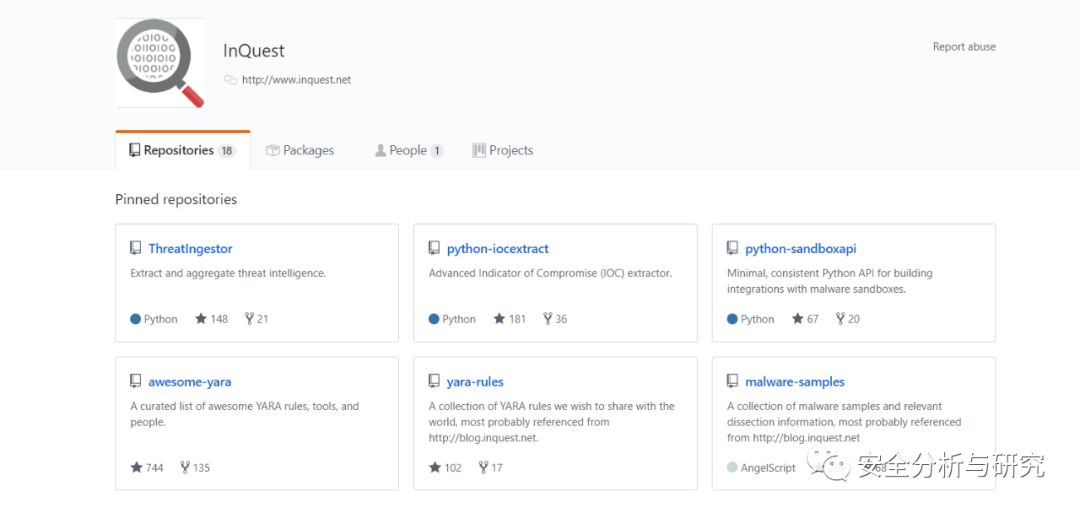 InQuest
Report abuse
http://www.inquest.net
Repositories 18
Packages
People 1
Projects
Pinned repositories
ThreatIngestor
Extract and aggregate threat intelligence.
Python 148 21
python-iocextract
Advanced Indicator of Compromise (IOC) extractor.
Python 181 36
python-sandboxapi
Minimal, consistent Python API for building
integrations with malware sandboxes.
Python 67 20
awesome-yara
A curated list of awesome YARA rules, tools, and
people.
744 135
yara-rules
A collection of YARA rules we wish to share with the
world, most probably referenced from
http://blog.inquest.net.
102 17
malware-samples
A collection of malware samples and relevant
dissection information, most probably referenced
from http://blog.inquest.net
AngelScript
安全分析与研究